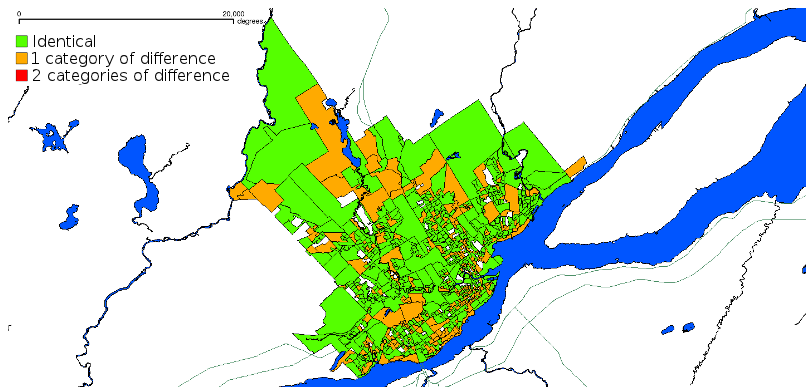 0 20,000
degrees
Identical
1 category of difference
2 categories of difference